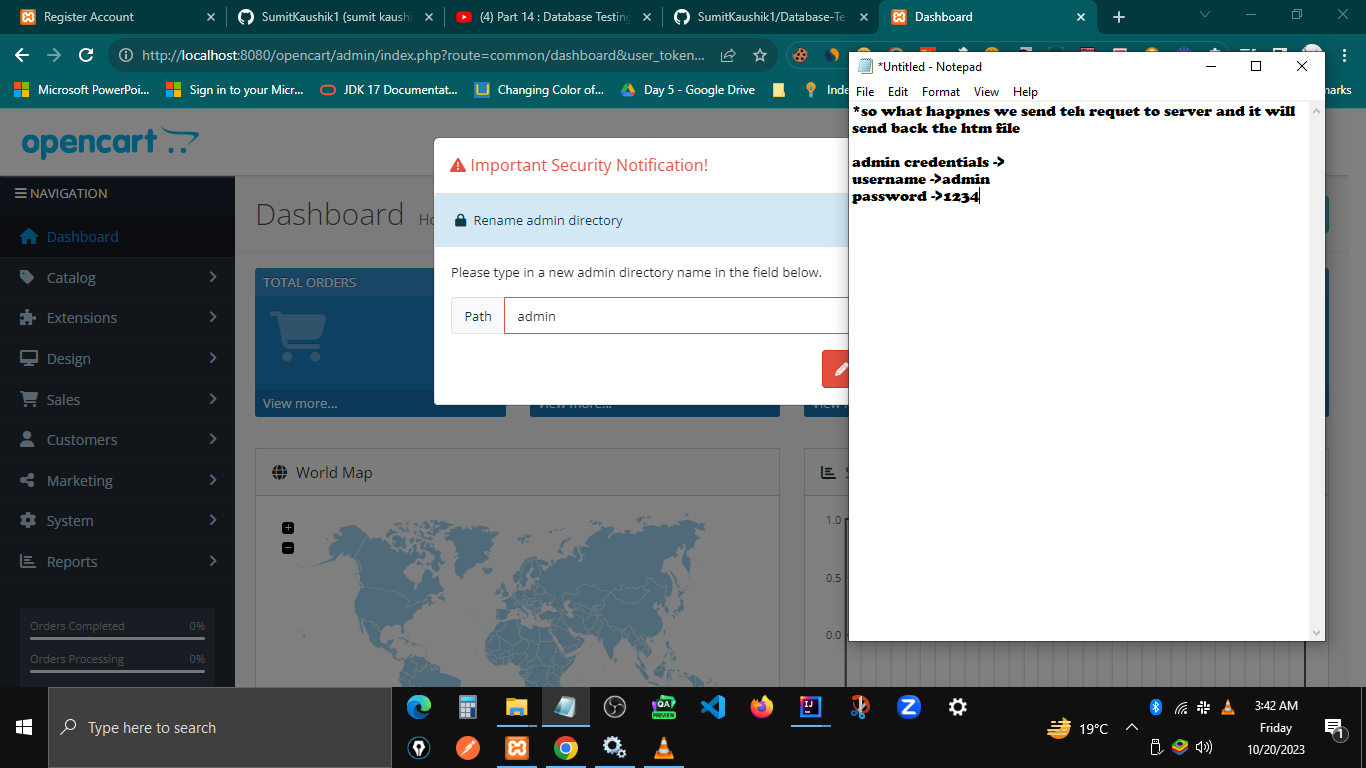 Register Account
SumitKaushik1 (sumit kaush
(4) Part 14 : Database Testing
SumitKaushik1/Database-Te
Dashboard
http://localhost:8080/opencart/admin/index.php?route=common/dashboard&user_token...
Microsoft PowerPoi...
Sign in to your Micr...
JDK 17 Documentat...
Changing Color of...
Day 5 - Google Drive
Inde
marks
opencart
NAVIGATION
Dashboard
Catalog
Extensions
Design
Sales
Customers
Marketing
System
Reports
Orders Completed 0%
Orders Processing 0%
Dashboard Ho
TOTAL ORDERS
View more...
View more...
World Map
+
−
1.0
0.5
0.0
Important Security Notification!
Rename admin directory
Please type in a new admin directory name in the field below.
Path admin
*Untitled - Notepad
File Edit Format View Help
*so what happnes we send teh requet to server and it will
send back the htm file
admin credentials ->
username ->admin
password ->1234
Type here to search
QA
PREVIEW
IJ
19°C
3:42 AM
Friday
10/20/2023
1